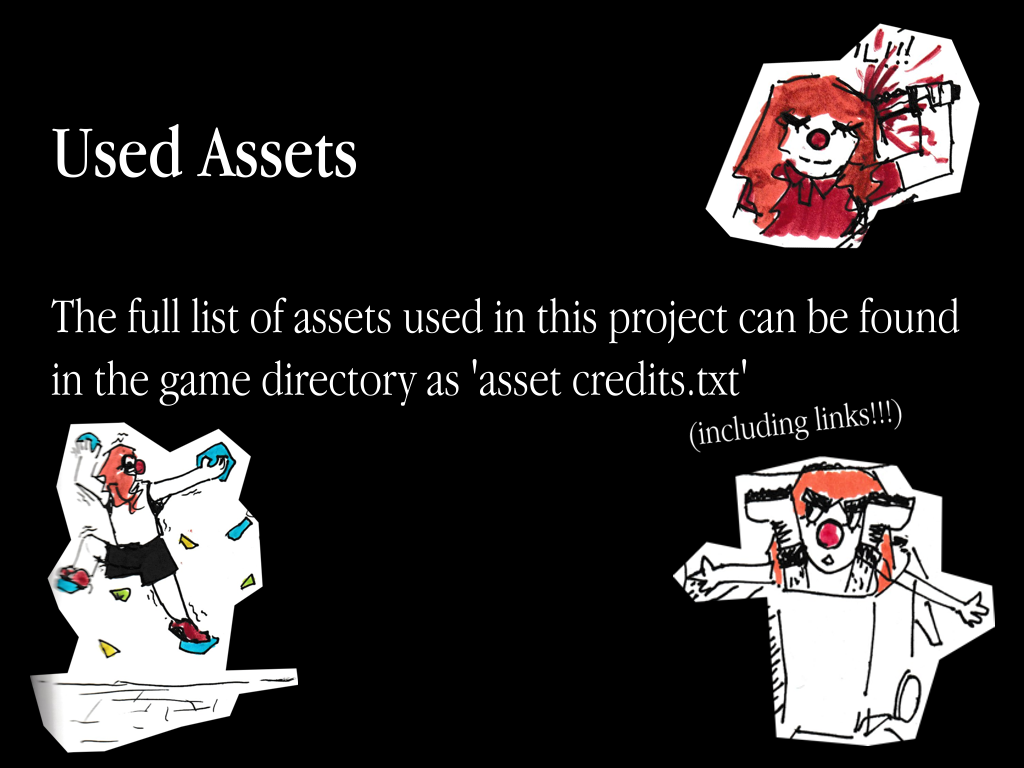 Used Assets
The full list of assets used in this project can be found
in the game directory as 'asset credits.txt'
(including links!!!)